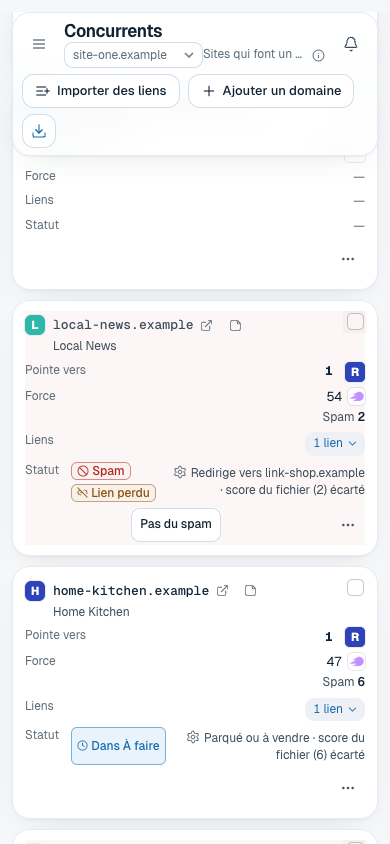 Concurrents
site-one.example
Sites qui font un ...
Importer des liens
Ajouter un domaine
Force —
Liens —
Statut —
L local-news.example
Local News
Pointe vers 1 R
Force 54
Spam 2
Liens 1 lien
Statut Spam Redirige vers link-shop.example
Lien perdu · score du fichier (2) écarté
Pas du spam
H home-kitchen.example
Home Kitchen
Pointe vers 1 R
Force 47
Spam 6
Liens 1 lien
Statut Dans À faire Parqué ou à vendre · score du
fichier (6) écarté